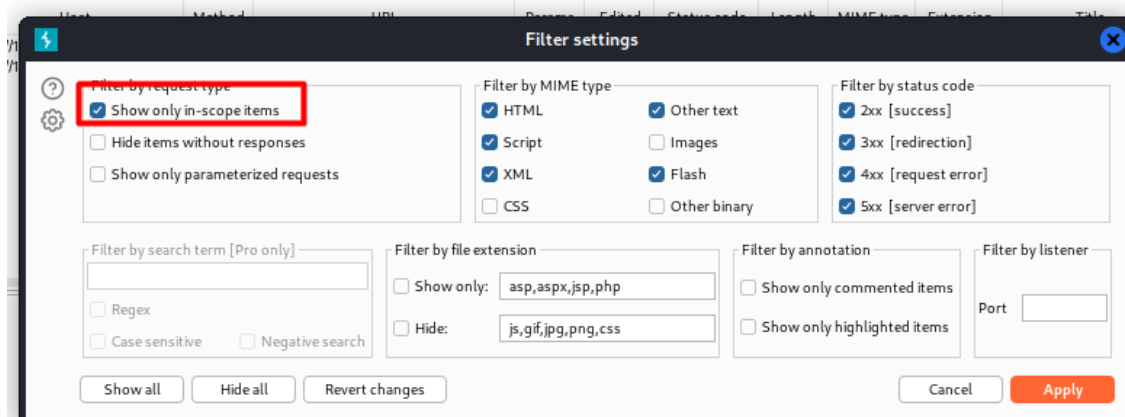 Filter settings
Filter by request type
Show only in-scope items
Hide items without responses
Show only parameterized requests
Filter by MIME type
HTML
Other text
Script
Images
XML
Flash
CSS
Other binary
Filter by status code
2xx [success]
3xx [redirection]
4xx [request error]
5xx [server error]
Filter by search term [Pro only]
Regex
Case sensitive
Negative search
Filter by file extension
Show only:
asp,aspx,jsp,php
Hide:
js,gif,jpg,png,css
Filter by annotation
Show only commented items
Show only highlighted items
Filter by listener
Port
Show all
Hide all
Revert changes
Cancel
Apply